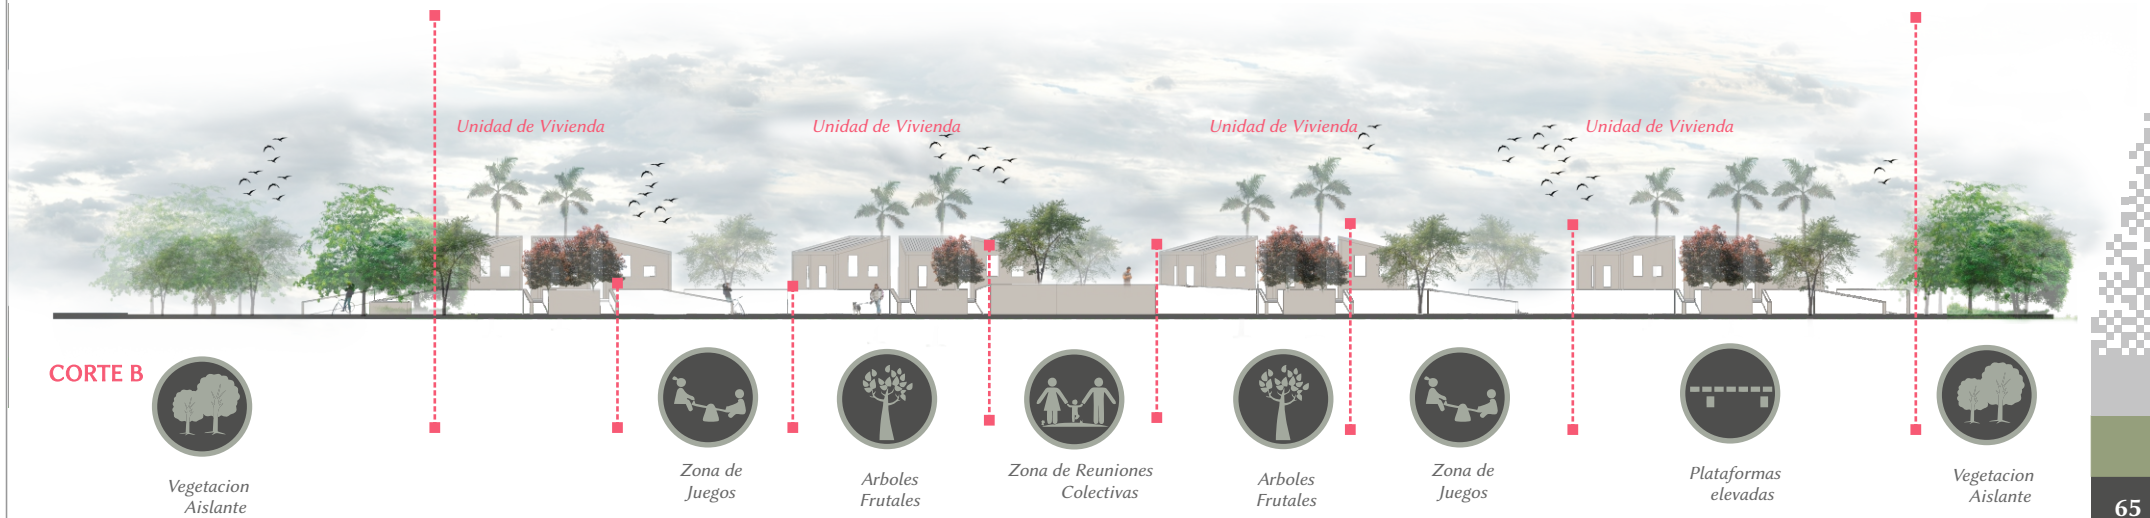 Unidad de Vivienda
Unidad de Vivienda
Unidad de Vivienda
Unidad de Vivienda
CORTE B
Vegetacion
Aislante
Zona de
Juegos
Arboles
Frutales
Zona de Reuniones
Colectivas
Arboles
Frutales
Zona de
Juegos
Plataformas
elevadas
Vegetacion
Aislante
65